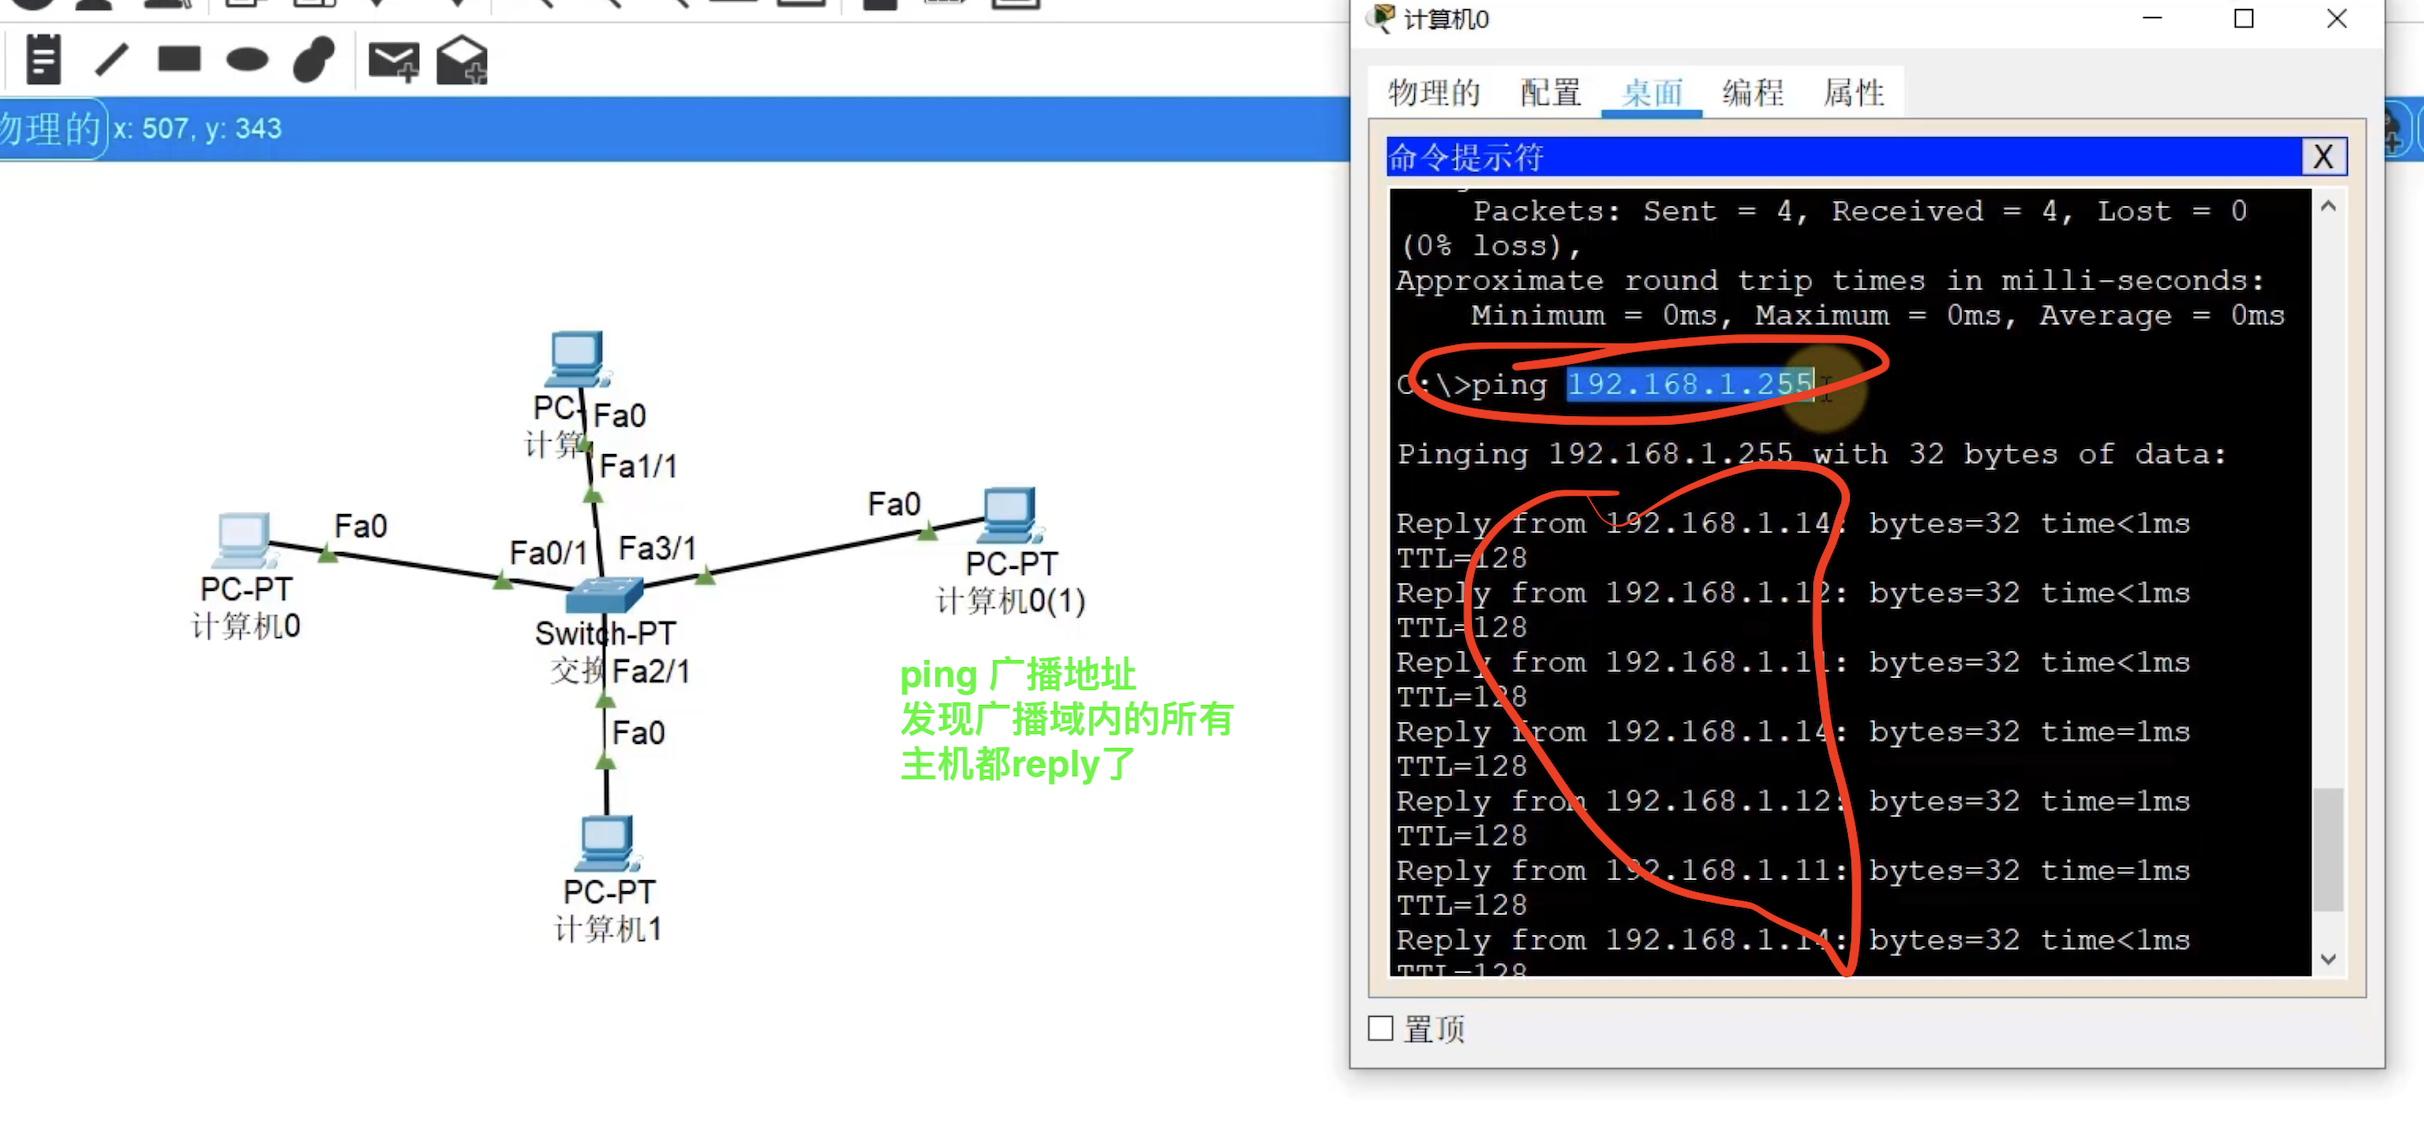 物理的 x: 507, y: 343
PC-
计算
Fa0
Fa1/1
Fa0
PC-PT
计算机0
Fa0/1
Fa3/1
Fa0
PC-PT
计算机0(1)
Switch-PT
交换
Fa2/1
Fa0
PC-PT
计算机1
ping 广播地址
发现广播域内的所有
主机都reply了
计算机0
物理的 配置 桌面 编程 属性
命令提示符 X
Packets: Sent = 4, Received = 4, Lost = 0
(0% loss),
Approximate round trip times in milli-seconds:
Minimum = 0ms, Maximum = 0ms, Average = 0ms
C:\>ping 192.168.1.255
Pinging 192.168.1.255 with 32 bytes of data:
Reply from 192.168.1.14: bytes=32 time<1ms
TTL=128
Reply from 192.168.1.12: bytes=32 time<1ms
TTL=128
Reply from 192.168.1.11: bytes=32 time<1ms
TTL=128
Reply from 192.168.1.14: bytes=32 time=1ms
TTL=128
Reply from 192.168.1.12: bytes=32 time=1ms
TTL=128
Reply from 192.168.1.11: bytes=32 time=1ms
TTL=128
Reply from 192.168.1.14: bytes=32 time<1ms
TTL=128
置顶